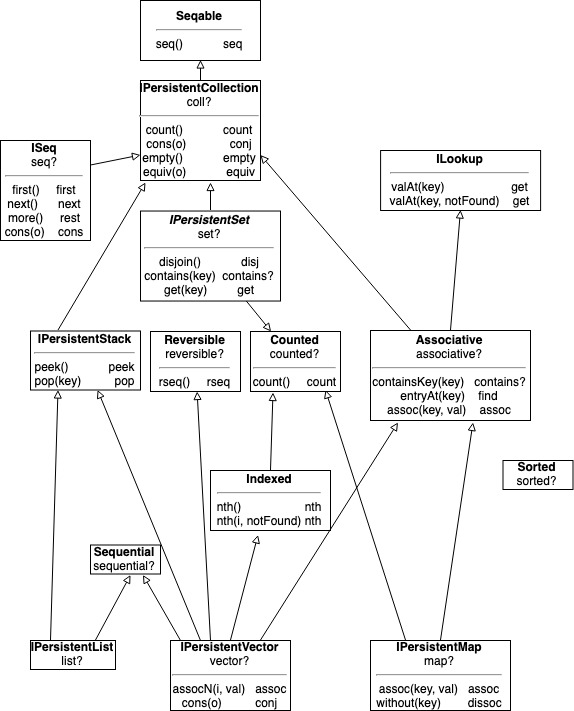 Seqable
seq() seq
IPersistentCollection
coll?
count() count
cons(o) conj
empty() empty
equiv(o) equiv
ISeq
seq?
first() first
next() next
more() rest
cons(o) cons
ILookup
valAt(key) get
valAt(key, notFound) get
IPersistentSet
set?
disjoin() disj
contains(key) contains?
get(key) get
IPersistentStack
peek() peek
pop(key) pop
Reversible
reversible?
rseq() rseq
Counted
counted?
count() count
Associative
associative?
containsKey(key) contains?
entryAt(key) find
assoc(key, val) assoc
Sorted
sorted?
Indexed
nth() nth
nth(i, notFound) nth
Sequential
sequential?
IPersistentList
list?
IPersistentVector
vector?
assocN(i, val) assoc
cons(o) conj
IPersistentMap
map?
assoc(key, val) assoc
without(key) dissoc